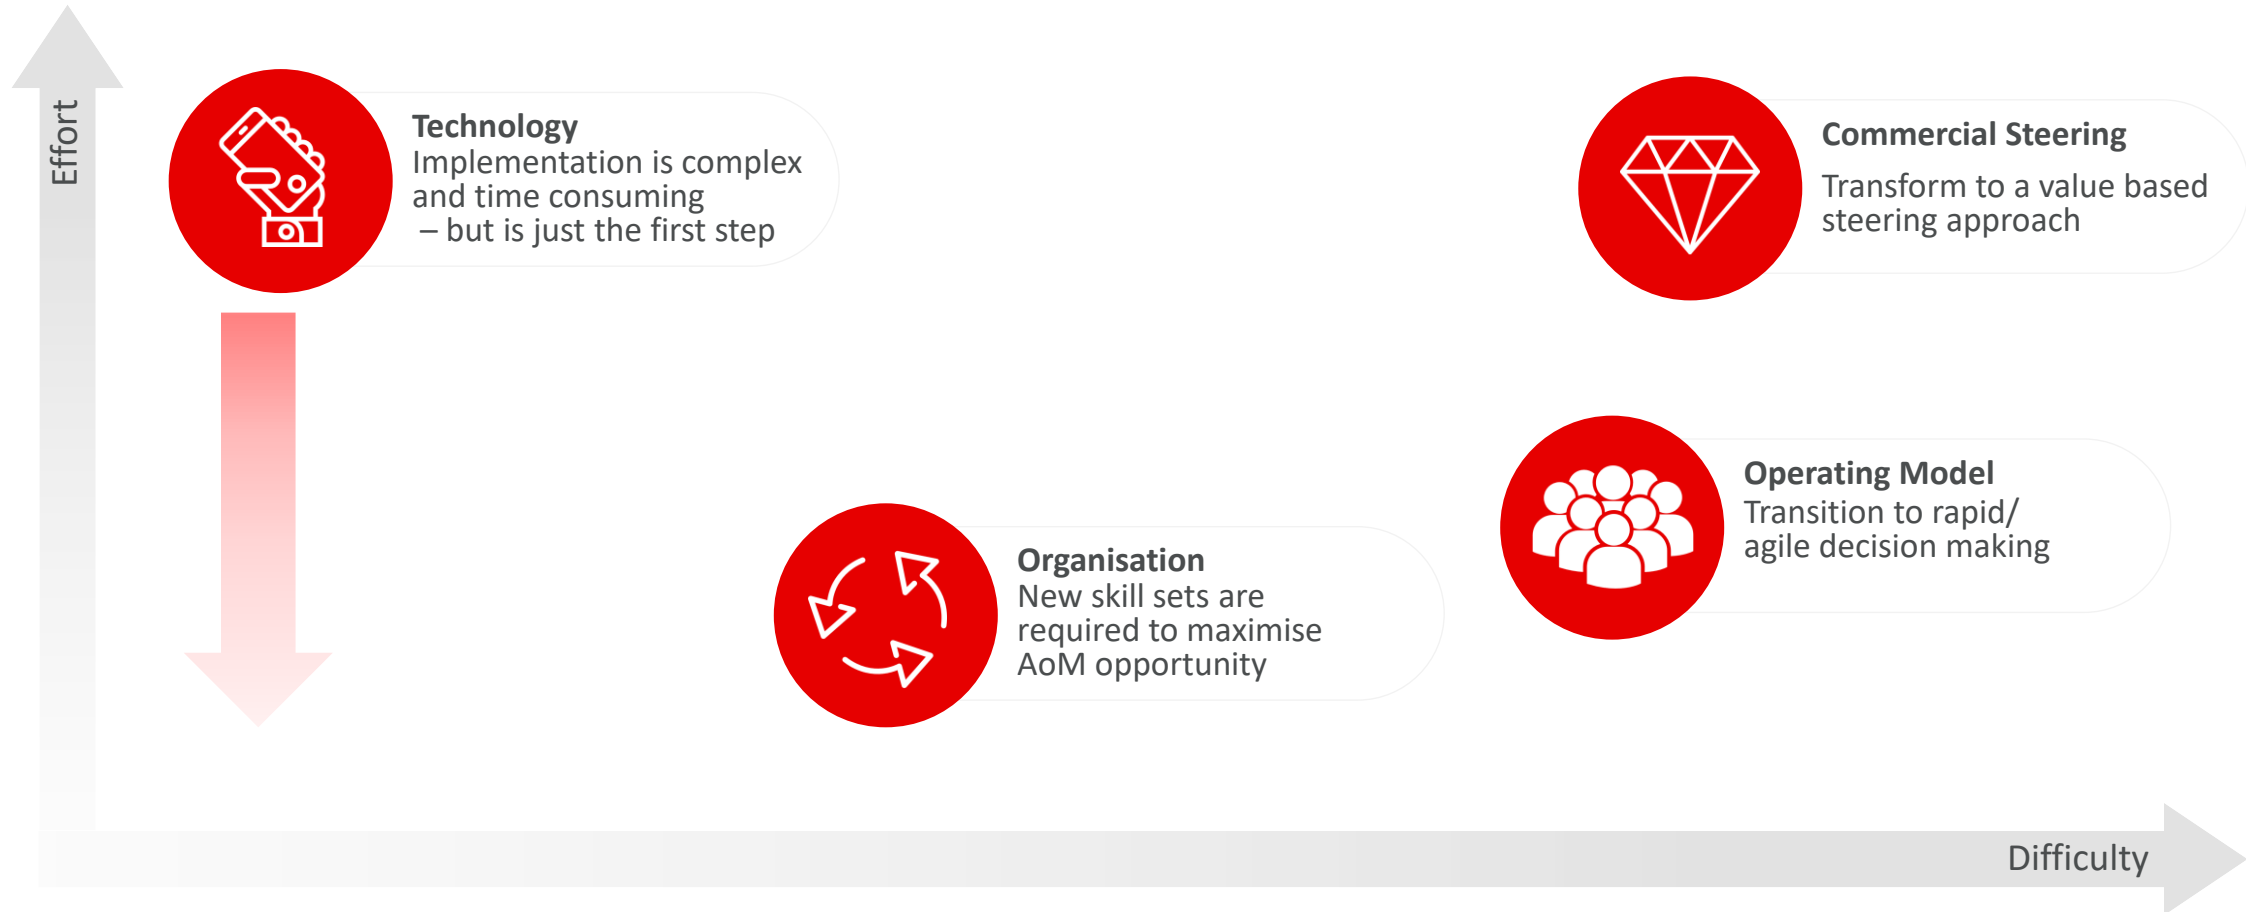 Effort
Technology
Implementation is complex
and time consuming
– but is just the first step
Commercial Steering
Transform to a value based
steering approach
Operating Model
Transition to rapid/
agile decision making
Organisation
New skill sets are
required to maximise
AoM opportunity
Difficulty